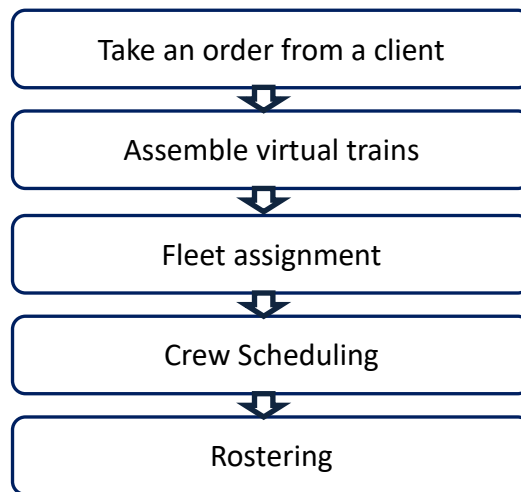 Take an order from a client
Assemble virtual trains
Fleet assignment
Crew Scheduling
Rostering